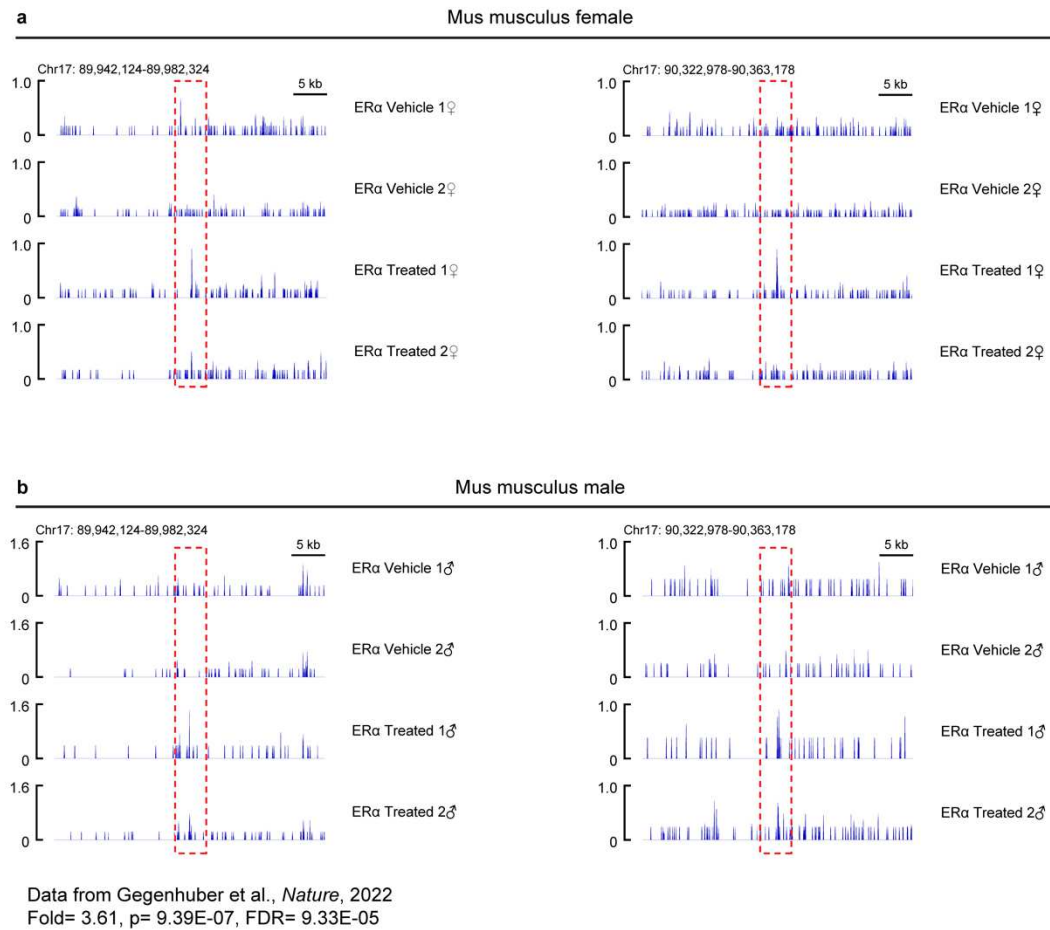 a
Mus musculus female
Chr17: 89,942,124-89,982,324
5 kb
1.0
0
ERα Vehicle 1♀
1.0
0
ERα Vehicle 2♀
1.0
0
ERα Treated 1♀
1.0
0
ERα Treated 2♀
Chr17: 90,322,978-90,363,178
5 kb
1.0
0
ERα Vehicle 1♀
1.0
0
ERα Vehicle 2♀
1.0
0
ERα Treated 1♀
1.0
0
ERα Treated 2♀
b
Mus musculus male
Chr17: 89,942,124-89,982,324
5 kb
1.6
0
ERα Vehicle 1♂
1.6
0
ERα Vehicle 2♂
1.6
0
ERα Treated 1♂
1.6
0
ERα Treated 2♂
Chr17: 90,322,978-90,363,178
5 kb
1.0
0
ERα Vehicle 1♂
1.0
0
ERα Vehicle 2♂
1.0
0
ERα Treated 1♂
1.0
0
ERα Treated 2♂
Data from Gegenhuber et al., Nature, 2022
Fold= 3.61, p= 9.39E-07, FDR= 9.33E-05